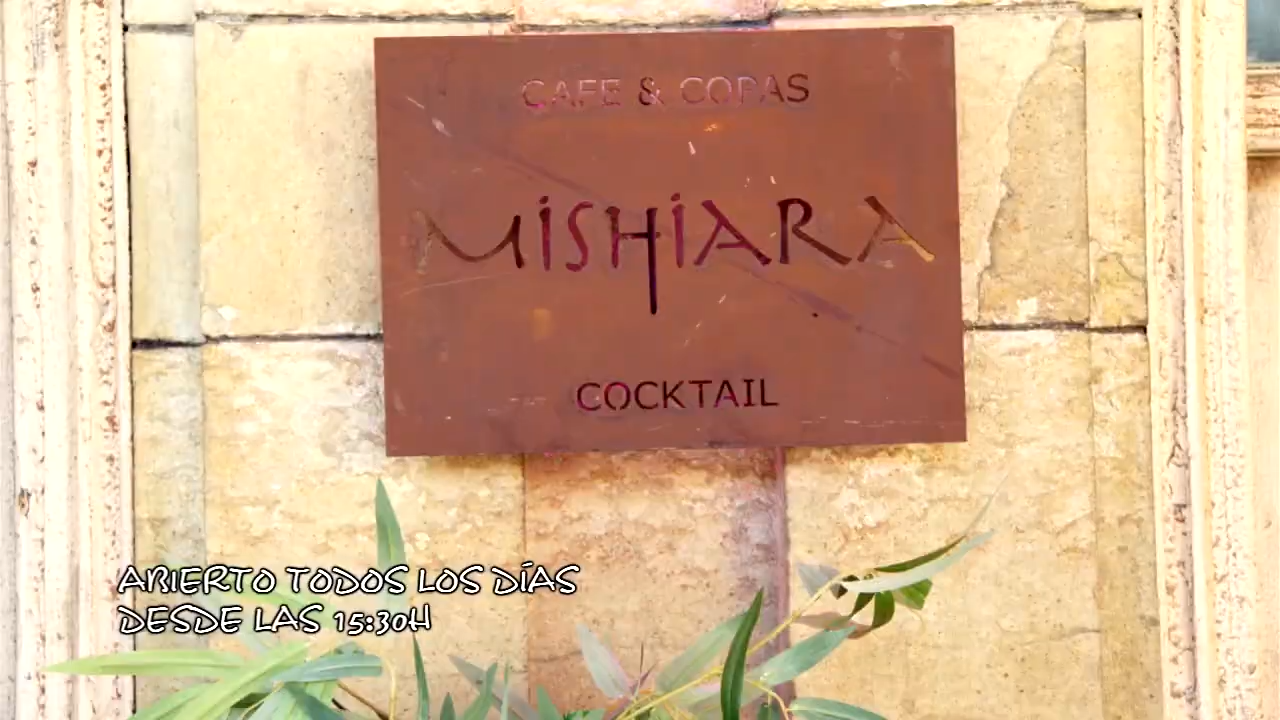 CAFE & COPAS
MiSHiARA
COCKTAIL
ABIERTO TODOS LOS DÍAS
DESDE LAS 15:30H